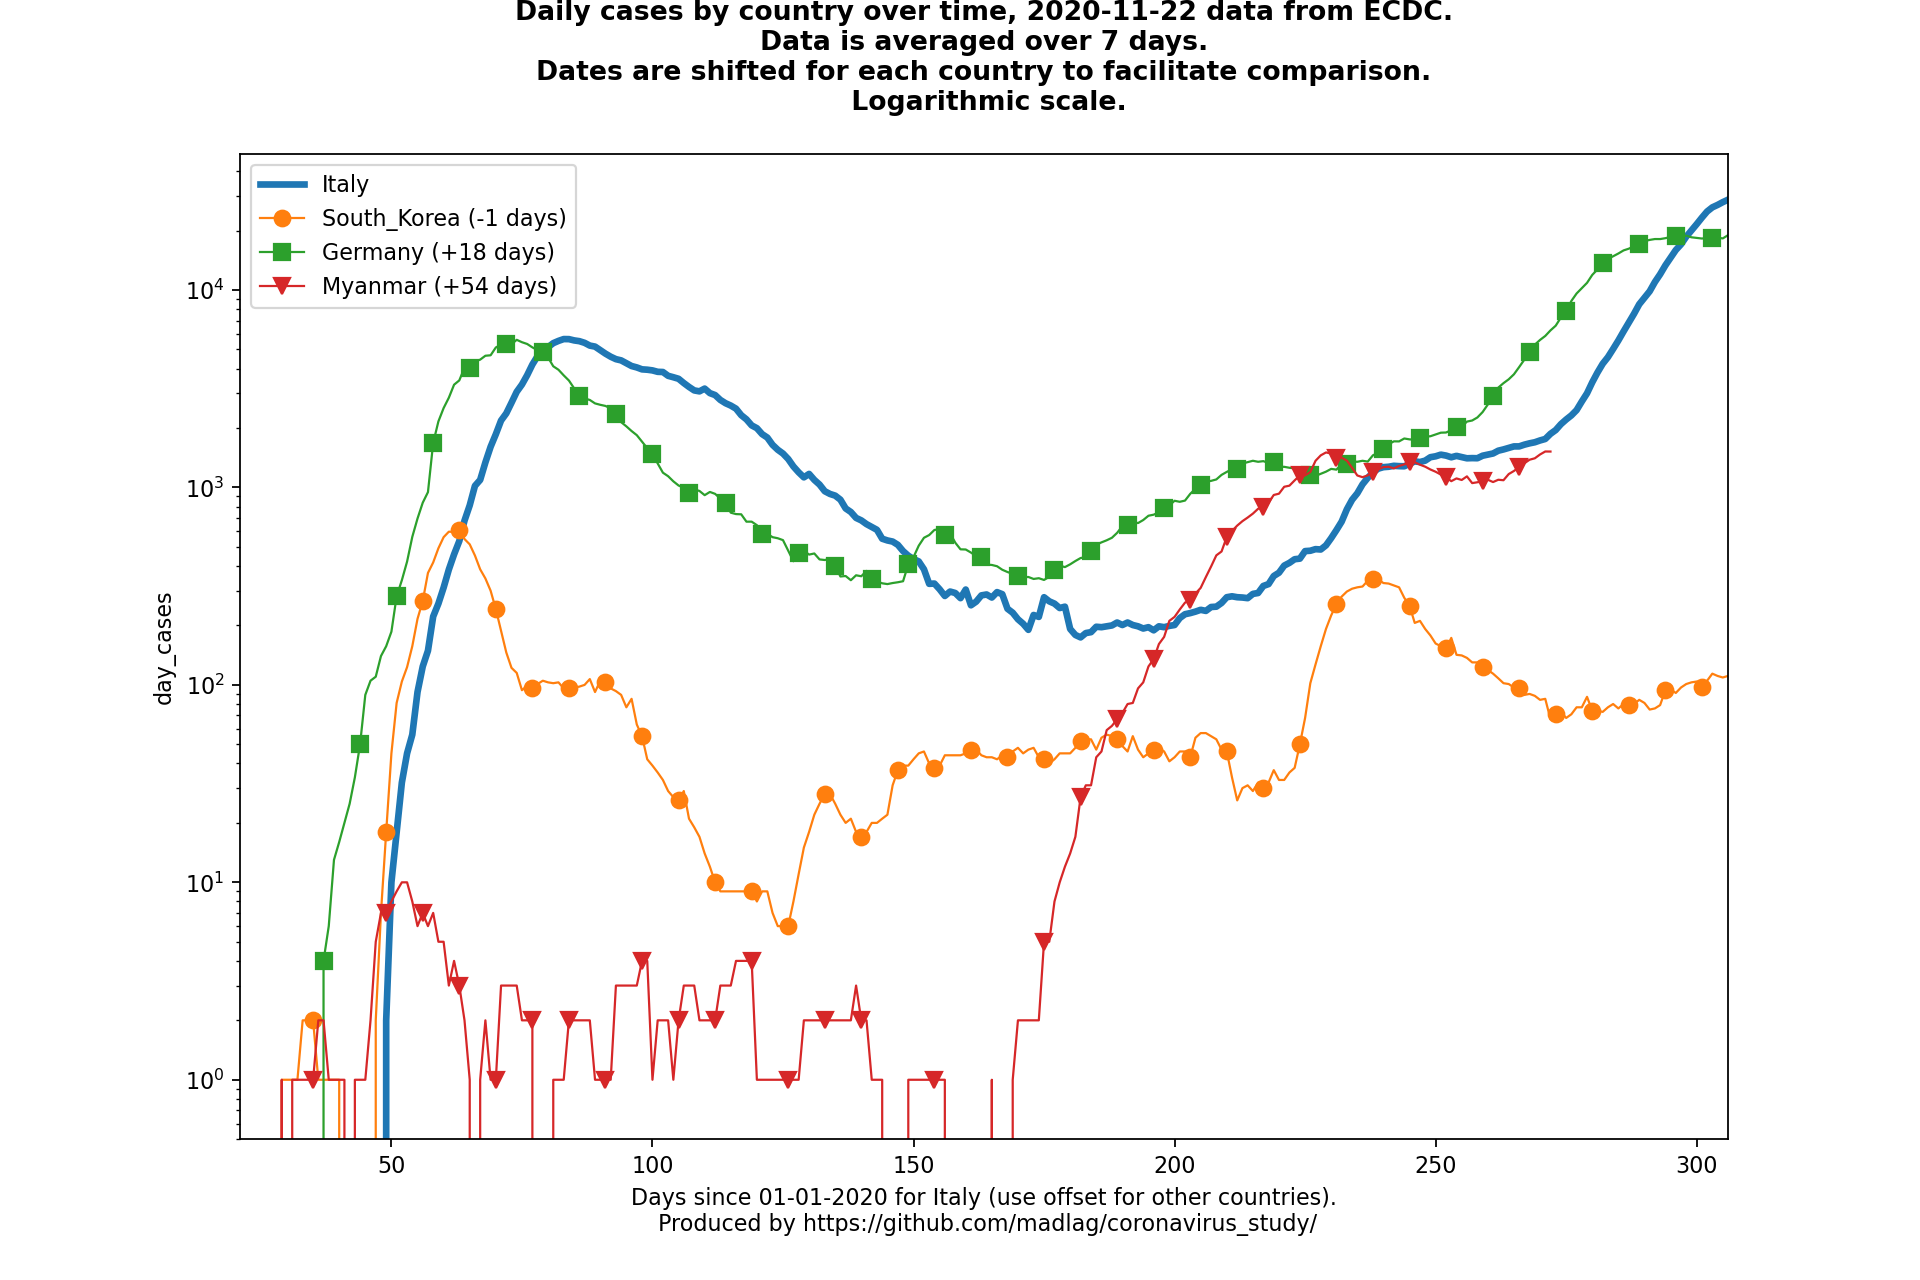 Daily cases by country over time, 2020-11-22 data from ECDC.
Data is averaged over 7 days.
Dates are shifted for each country to facilitate comparison.
Logarithmic scale.
Italy
South_Korea (-1 days)
Germany (+18 days)
Myanmar (+54 days)
10⁴
10³
10²
10¹
10⁰
day_cases
50 100 150 200 250 300
Days since 01-01-2020 for Italy (use offset for other countries).
Produced by https://github.com/madlag/coronavirus_study/